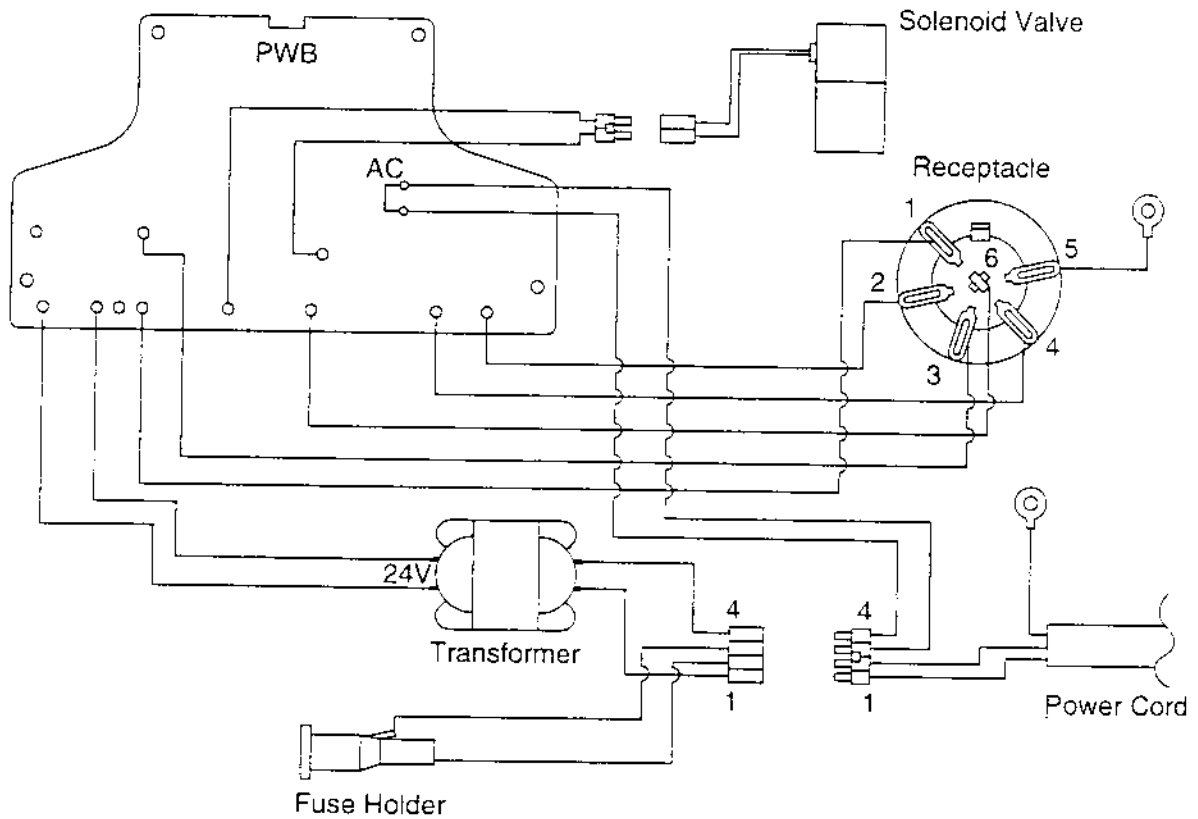 Solenoid Valve
PWB
AC
Receptacle
1
5
6
2
4
3
24V
Transformer
4
4
1
1
Power Cord
Fuse Holder